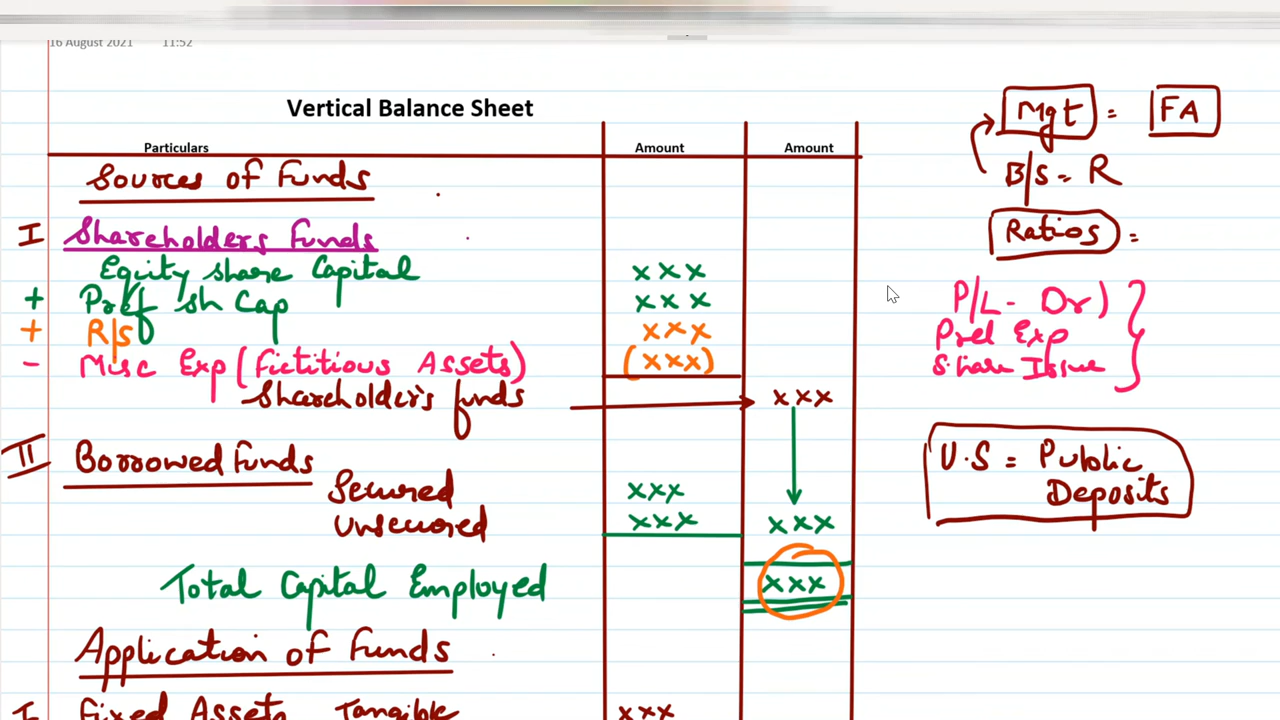 16 August 2021 11:52
Vertical Balance Sheet
Particulars Amount Amount
Sources of Funds
I Shareholders Funds
Equity share Capital xxx
+ Pref sh Cap xxx
+ R/s xxx
- Misc Exp (fictitious Assets) (xxx)
Shareholder's funds xxx
II Borrowed funds
Secured xxx
Unsecured xxx xxx
Total Capital Employed xxx
Application of Funds
I Fixed Assets Tangible xxx
Mgt = FA
B/S = R
Ratios =
P/L - Dr)
Prel Exp
Share Issue
U.S = Public
Deposits